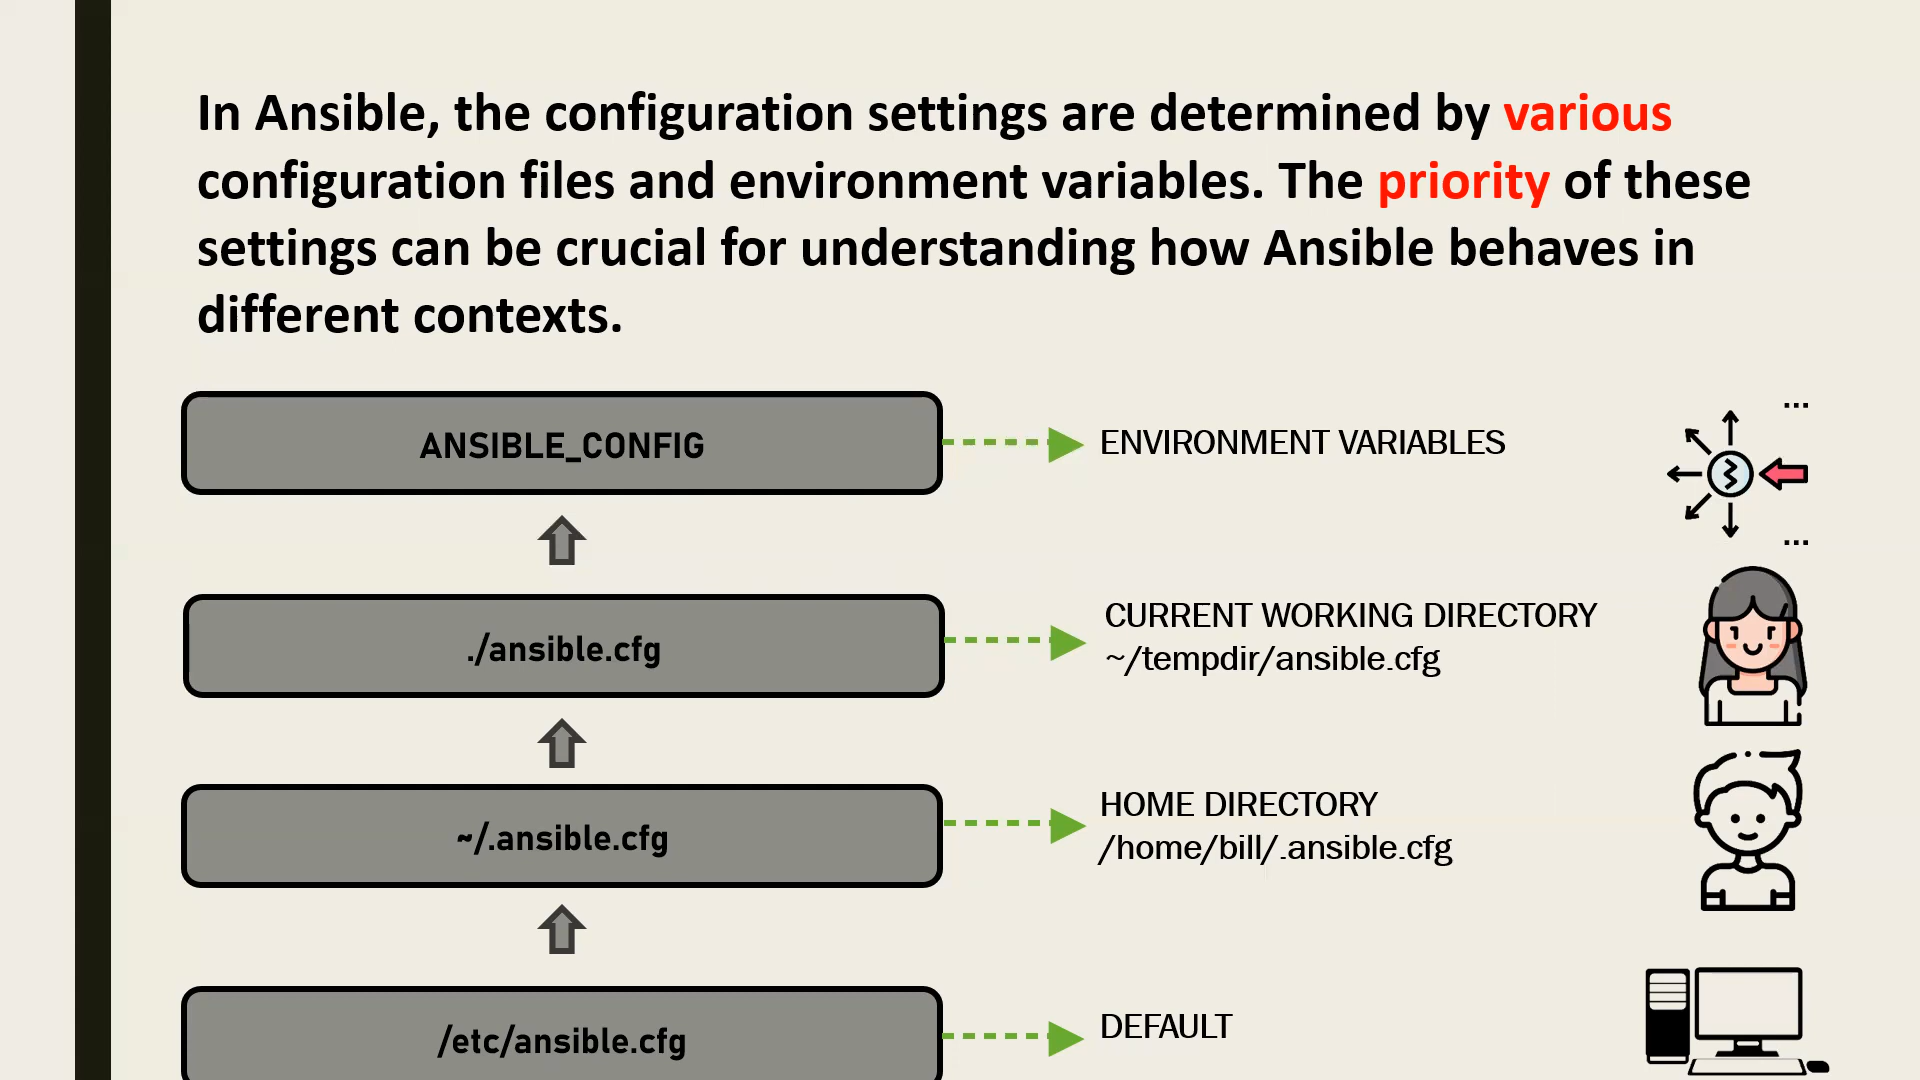 In Ansible, the configuration settings are determined by various
configuration files and environment variables. The priority of these
settings can be crucial for understanding how Ansible behaves in
different contexts.
ANSIBLE_CONFIG
ENVIRONMENT VARIABLES
...
...
./ansible.cfg
CURRENT WORKING DIRECTORY
~/tempdir/ansible.cfg
~/.ansible.cfg
HOME DIRECTORY
/home/bill/.ansible.cfg
/etc/ansible.cfg
DEFAULT